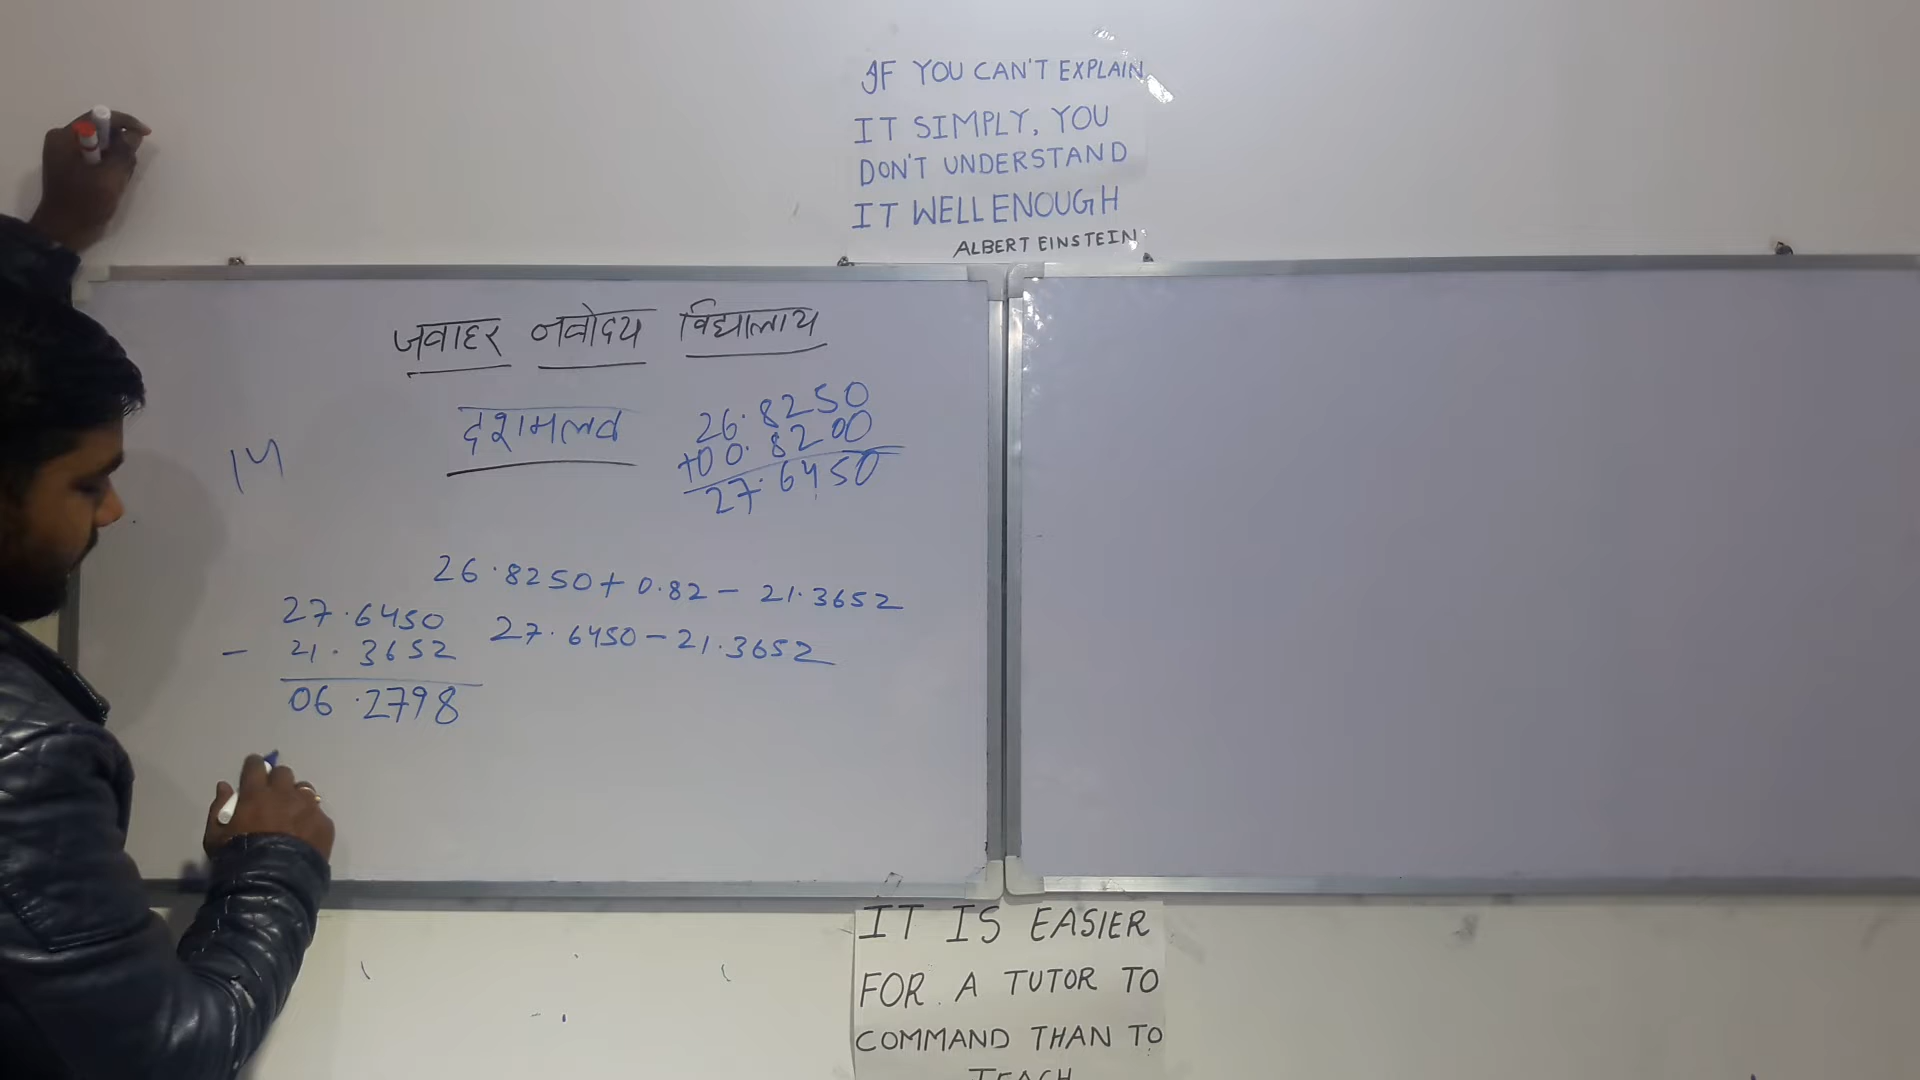 IF YOU CAN'T EXPLAIN
IT SIMPLY, YOU
DON'T UNDERSTAND
IT WELL ENOUGH
ALBERT EINSTEIN
जवाहर नवोदय विद्यालाय
दशमलव
26.8250
+00.8200
27.6450
26.8250+0.82-21.3652
27.6450-21.3652
27.6450
- 21.3652
06.2798
IT IS EASIER
FOR A TUTOR TO
COMMAND THAN TO
TEACH